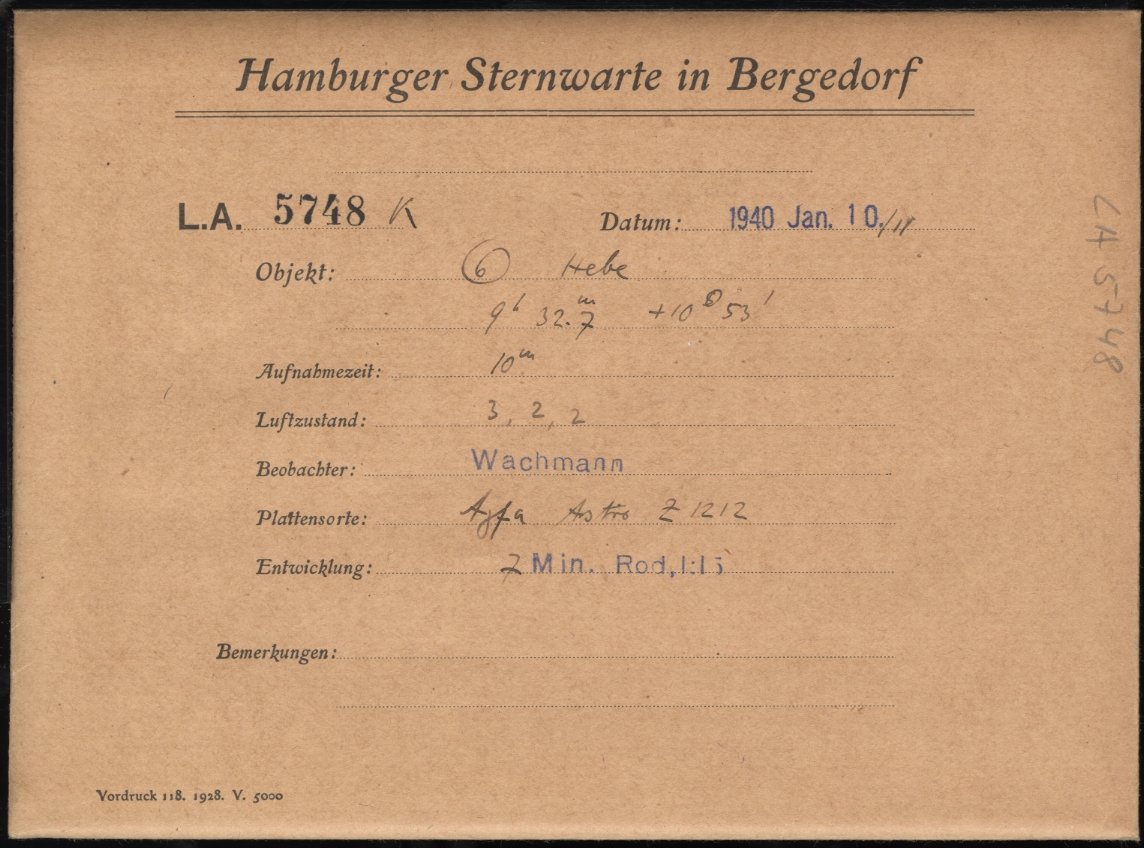 Hamburger Sternwarte in Bergedorf
L.A. 5748 K
Datum: 1940 Jan. 10./11
Objekt: ⑥ Hebe
9ʰ 32.ᵐ7 +10° 53′
Aufnahmezeit: 10ᵐ
Luftzustand: 3, 2, 2
Beobachter: Wachmann
Plattensorte: Agfa Astro Z 1212
Entwicklung: 7 Min. Rod, 1:15
Bemerkungen:
Vordruck 118. 1928. V. 5000
LA 5748